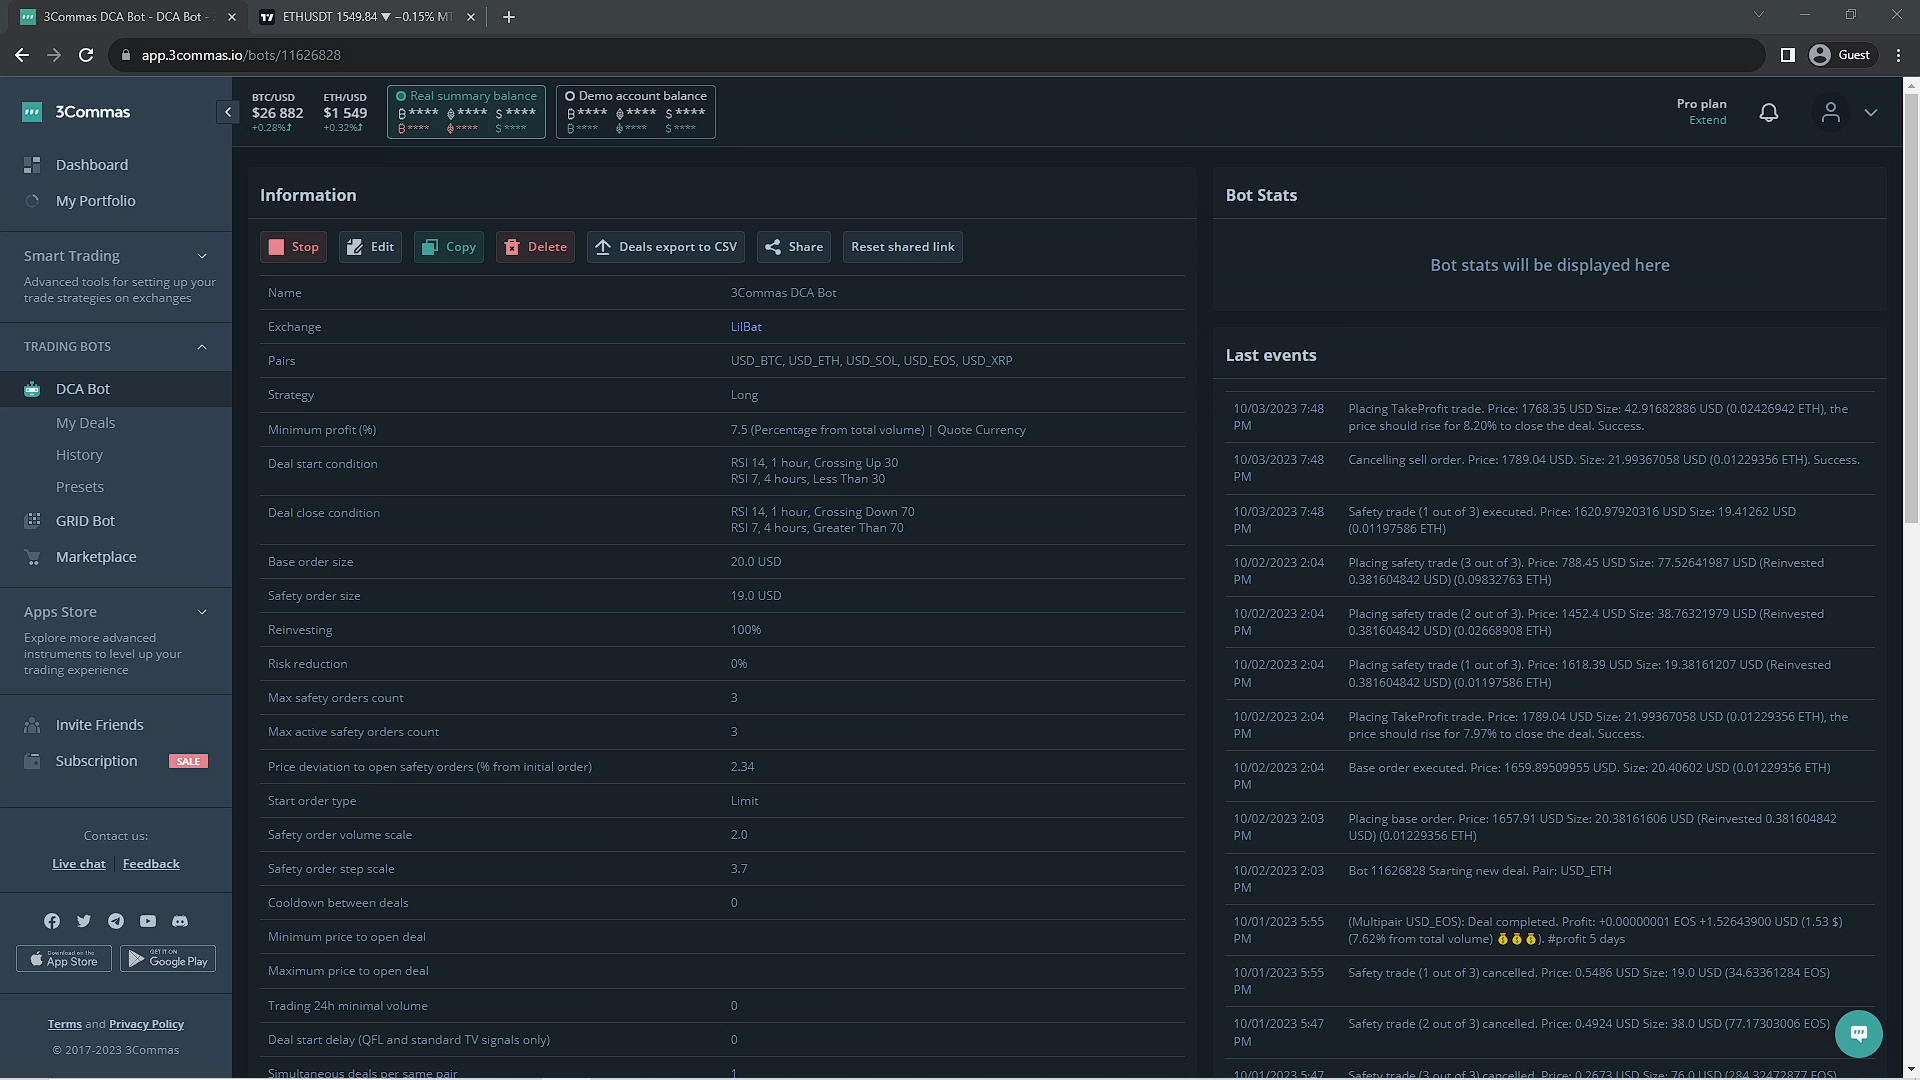 3Commas DCA Bot - DCA Bot -
ETHUSDT 1549.84 ▼ −0.15% MT
app.3commas.io/bots/11626828
Guest
3Commas
BTC/USD
$26 882
+0.28%
ETH/USD
$1 549
+0.32%
Real summary balance
**** **** $ ****
**** **** $ ****
Demo account balance
**** **** $ ****
**** **** $ ****
Pro plan
Extend
Dashboard
My Portfolio
Smart Trading
Advanced tools for setting up your
trade strategies on exchanges
TRADING BOTS
DCA Bot
My Deals
History
Presets
GRID Bot
Marketplace
Apps Store
Explore more advanced
instruments to level up your
trading experience
Invite Friends
Subscription SALE
Contact us:
Live chat Feedback
Download on the
App Store
GET IT ON
Google Play
Terms and Privacy Policy
© 2017-2023 3Commas
Information
Stop Edit Copy Delete Deals export to CSV Share Reset shared link
Name 3Commas DCA Bot
Exchange LilBat
Pairs USD_BTC, USD_ETH, USD_SOL, USD_EOS, USD_XRP
Strategy Long
Minimum profit (%) 7.5 (Percentage from total volume) | Quote Currency
Deal start condition RSI 14, 1 hour, Crossing Up 30
RSI 7, 4 hours, Less Than 30
Deal close condition RSI 14, 1 hour, Crossing Down 70
RSI 7, 4 hours, Greater Than 70
Base order size 20.0 USD
Safety order size 19.0 USD
Reinvesting 100%
Risk reduction 0%
Max safety orders count 3
Max active safety orders count 3
Price deviation to open safety orders (% from initial order) 2.34
Start order type Limit
Safety order volume scale 2.0
Safety order step scale 3.7
Cooldown between deals 0
Minimum price to open deal
Maximum price to open deal
Trading 24h minimal volume 0
Deal start delay (QFL and standard TV signals only) 0
Simultaneous deals per same pair 1
Bot Stats
Bot stats will be displayed here
Last events
10/03/2023 7:48 Placing TakeProfit trade. Price: 1768.35 USD Size: 42.91682886 USD (0.02426942 ETH), the
PM price should rise for 8.20% to close the deal. Success.
10/03/2023 7:48 Cancelling sell order. Price: 1789.04 USD. Size: 21.99367058 USD (0.01229356 ETH). Success.
PM
10/03/2023 7:48 Safety trade (1 out of 3) executed. Price: 1620.97920316 USD Size: 19.41262 USD
PM (0.01197586 ETH)
10/02/2023 2:04 Placing safety trade (3 out of 3). Price: 788.45 USD Size: 77.52641987 USD (Reinvested
PM 0.381604842 USD) (0.09832763 ETH)
10/02/2023 2:04 Placing safety trade (2 out of 3). Price: 1452.4 USD Size: 38.76321979 USD (Reinvested
PM 0.381604842 USD) (0.02668908 ETH)
10/02/2023 2:04 Placing safety trade (1 out of 3). Price: 1618.39 USD Size: 19.38161207 USD (Reinvested
PM 0.381604842 USD) (0.01197586 ETH)
10/02/2023 2:04 Placing TakeProfit trade. Price: 1789.04 USD Size: 21.99367058 USD (0.01229356 ETH), the
PM price should rise for 7.97% to close the deal. Success.
10/02/2023 2:04 Base order executed. Price: 1659.89509955 USD. Size: 20.40602 USD (0.01229356 ETH)
PM
10/02/2023 2:03 Placing base order. Price: 1657.91 USD Size: 20.38161606 USD (Reinvested 0.381604842
PM USD) (0.01229356 ETH)
10/02/2023 2:03 Bot 11626828 Starting new deal. Pair: USD_ETH
PM
10/01/2023 5:55 (Multipair USD_EOS): Deal completed. Profit: +0.00000001 EOS +1.52643900 USD (1.53 $)
PM (7.62% from total volume) 💰💰💰). #profit 5 days
10/01/2023 5:55 Safety trade (1 out of 3) cancelled. Price: 0.5486 USD Size: 19.0 USD (34.63361284 EOS)
PM
10/01/2023 5:47 Safety trade (2 out of 3) cancelled. Price: 0.4924 USD Size: 38.0 USD (77.17303006 EOS)
PM
10/01/2023 5:47 Safety trade (3 out of 3) cancelled. Price: 0.2673 USD Size: 76.0 USD (284.32472877 EOS)